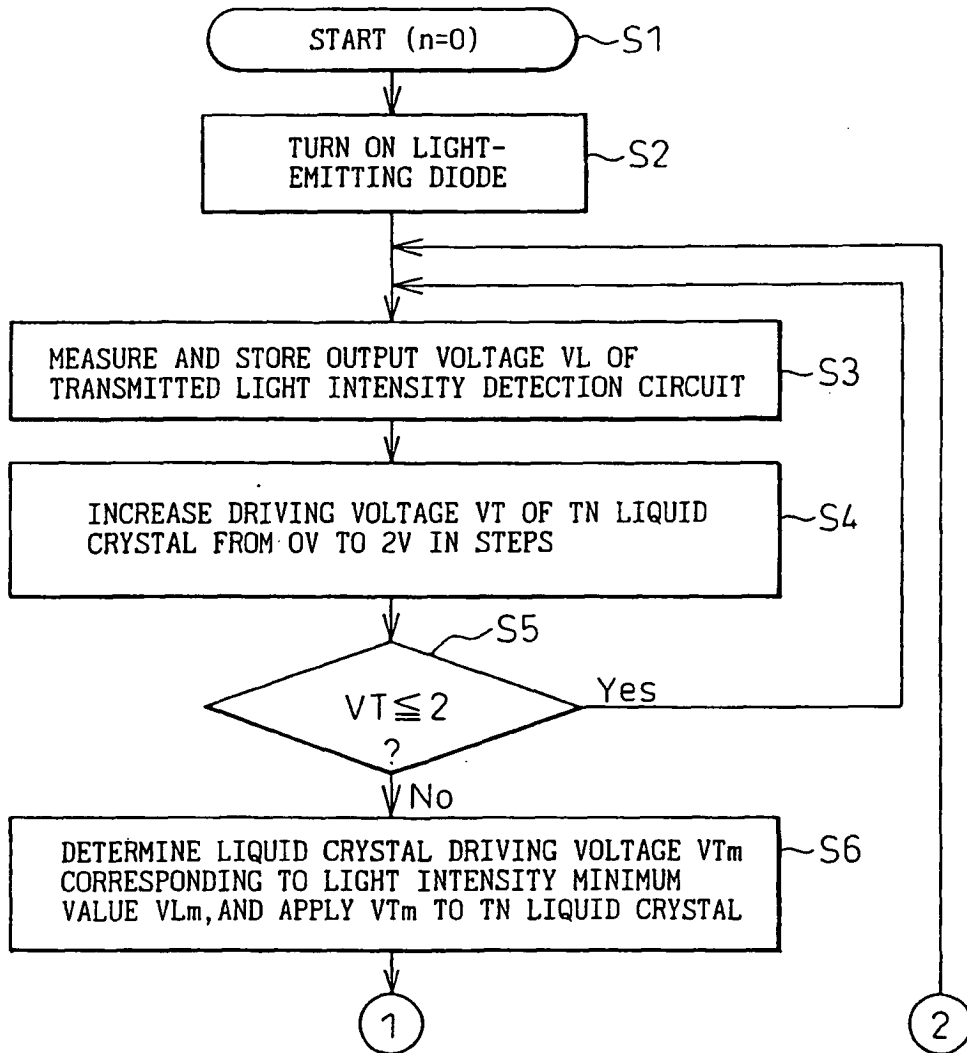 START (n=0)
S1
TURN ON LIGHT-
EMITTING DIODE
S2
MEASURE AND STORE OUTPUT VOLTAGE VL OF
TRANSMITTED LIGHT INTENSITY DETECTION CIRCUIT
S3
INCREASE DRIVING VOLTAGE VT OF TN LIQUID
CRYSTAL FROM 0V TO 2V IN STEPS
S4
S5
VT≦2
?
Yes
No
DETERMINE LIQUID CRYSTAL DRIVING VOLTAGE VTm
CORRESPONDING TO LIGHT INTENSITY MINIMUM
VALUE VLm, AND APPLY VTm TO TN LIQUID CRYSTAL
S6
1
2